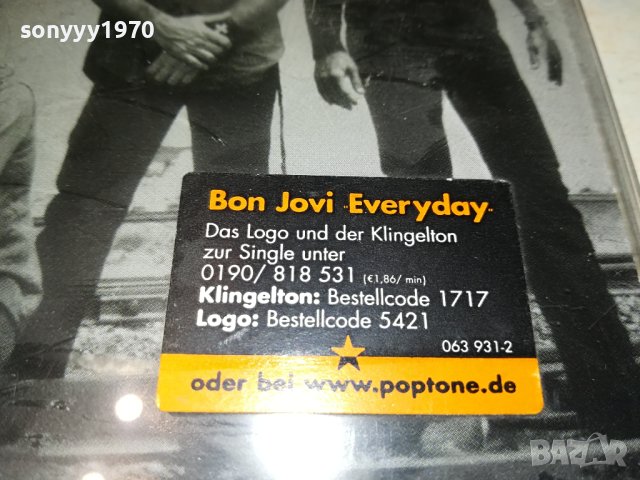 sonyyy1970
Bon Jovi "Everyday"
Das Logo und der Klingelton
zur Single unter
0190/ 818 531 (€1,86/ min)
Klingelton: Bestellcode 1717
Logo: Bestellcode 5421
063 931-2
oder bei www.poptone.de
BAZAR